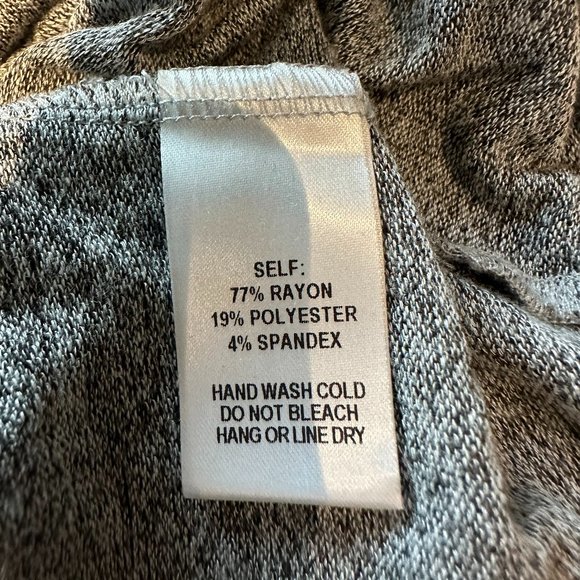 SELF:
77% RAYON
19% POLYESTER
4% SPANDEX
HAND WASH COLD
DO NOT BLEACH
HANG OR LINE DRY